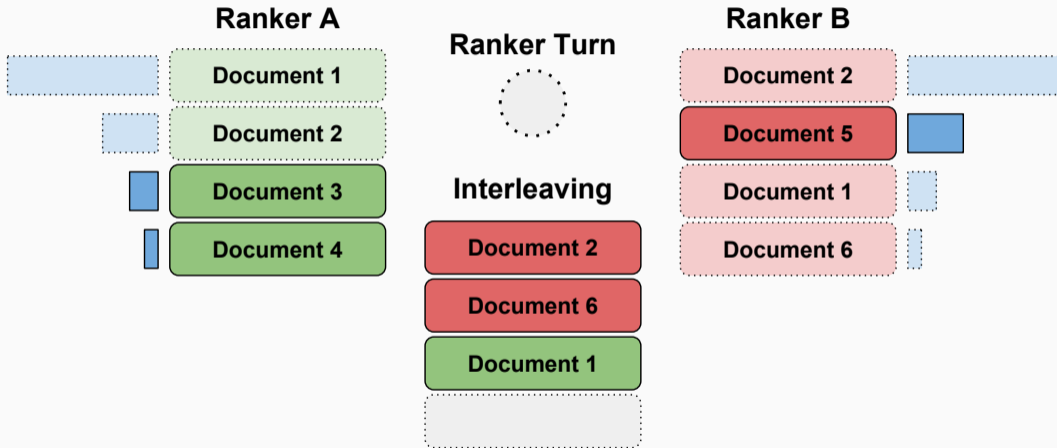 Ranker A
Document 1
Document 2
Document 3
Document 4
Ranker Turn
Interleaving
Document 2
Document 6
Document 1
Ranker B
Document 2
Document 5
Document 1
Document 6